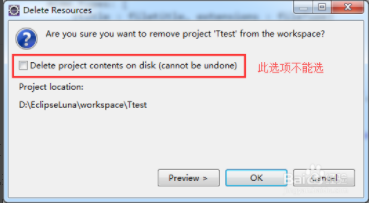 Delete Resources
Are you sure you want to remove project 'Ttest' from the workspace?
Delete project contents on disk (cannot be undone)
此选项不能选
Project location:
D:\EclipseLuna\workspace\Ttest
Preview >
OK
Cancel